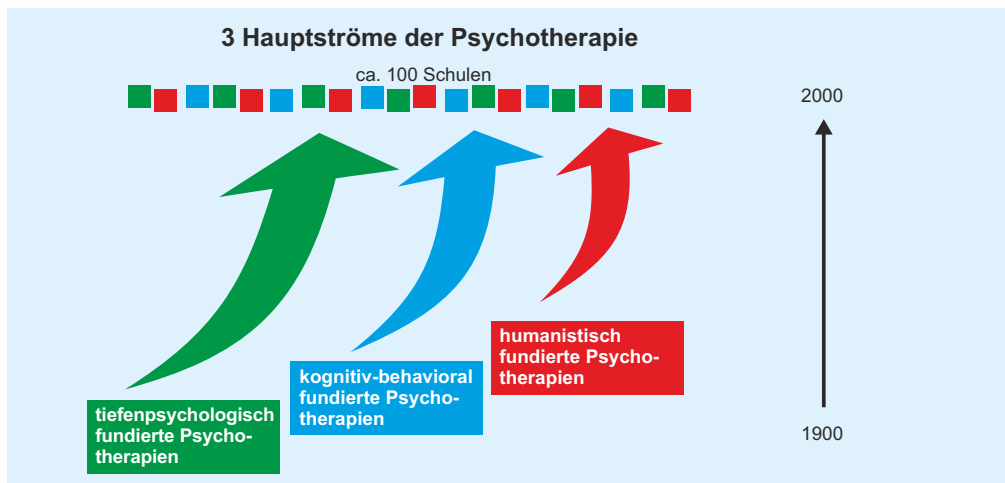 3 Hauptströme der Psychotherapie
ca. 100 Schulen
2000
humanistisch
fundierte Psycho-
therapien
kognitiv-behavioral
fundierte Psycho-
therapien
tiefenpsychologisch
fundierte Psycho-
therapien
1900